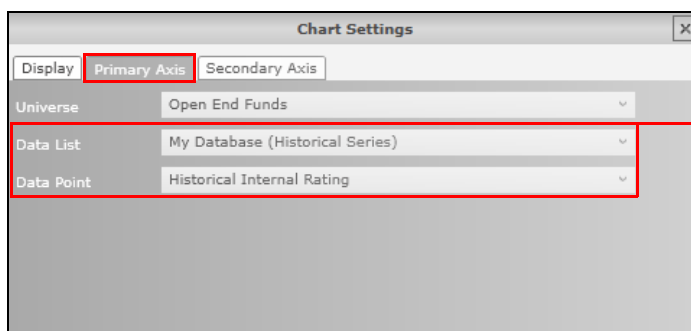 Chart Settings
Display Primary Axis Secondary Axis
Universe Open End Funds
Data List My Database (Historical Series)
Data Point Historical Internal Rating